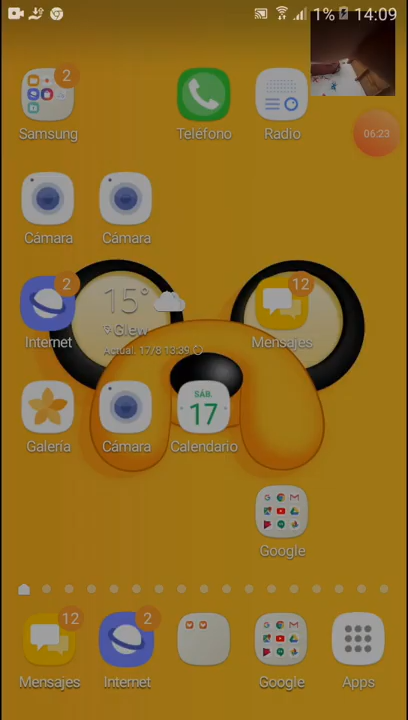 1% 14:09
2
Samsung
Teléfono
Radio
06:23
Cámara
Cámara
2
Internet
15°
Glew
Actual. 17/8 13:39
12
Mensajes
Galería
Cámara
SÁB.
17
Calendario
Google
12
Mensajes
2
Internet
Google
Apps